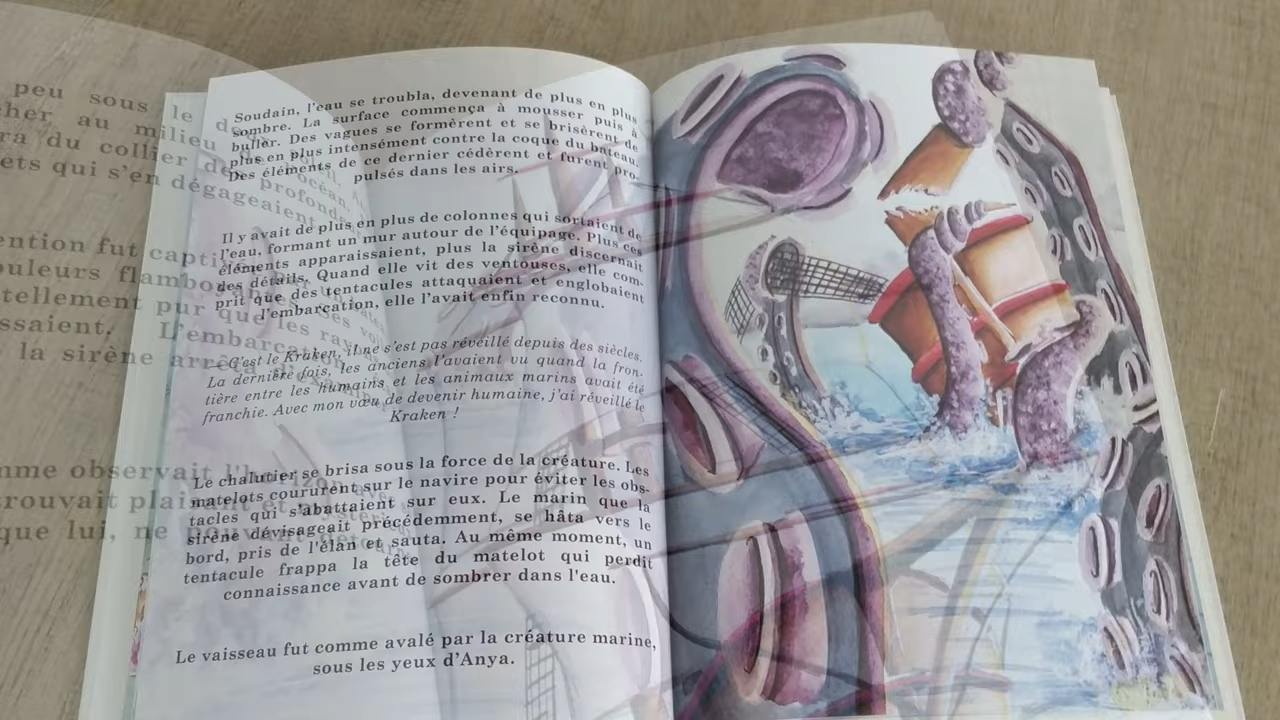 Soudain, l'eau se troubla, devenant de plus en plus
sombre. La surface commença à mousser puis à
buller. Des vagues se formèrent et se brisèrent de
plus en plus intensément contre la coque du bateau.
Des éléments de ce dernier cédèrent et furent pro-
pulsés dans les airs.
Il y avait de plus en plus de colonnes qui sortaient de
l'eau, formant un mur autour de l'équipage. Plus ces
éléments apparaissaient, plus la sirène discernait
des détails. Quand elle vit des ventouses, elle com-
prit que des tentacules attaquaient et englobaient
l'embarcation, elle l'avait enfin reconnu.
- C'est le Kraken, il ne s'est pas réveillé depuis des siècles.
La dernière fois, les anciens l'avaient vu quand la fron-
tière entre les humains et les animaux marins avait été
franchie. Avec mon vœu de devenir humaine, j'ai réveillé le
Kraken !
Le chalutier se brisa sous la force de la créature. Les
matelots coururent sur le navire pour éviter les obs-
tacles qui s'abattaient sur eux. Le marin que la
sirène dévisageait précédemment, se hâta vers le
bord, pris de l'élan et sauta. Au même moment, un
tentacule frappa la tête du matelot qui perdit
connaissance avant de sombrer dans l'eau.
Le vaisseau fut comme avalé par la créature marine,
sous les yeux d'Anya.
peu sous le
au milieu
du collier de
ets qui s'en dégageaient
fut
tellement pur que les
L'embarcation
la sirène arrêta
observait l'horizon
que lui, ne pouvait